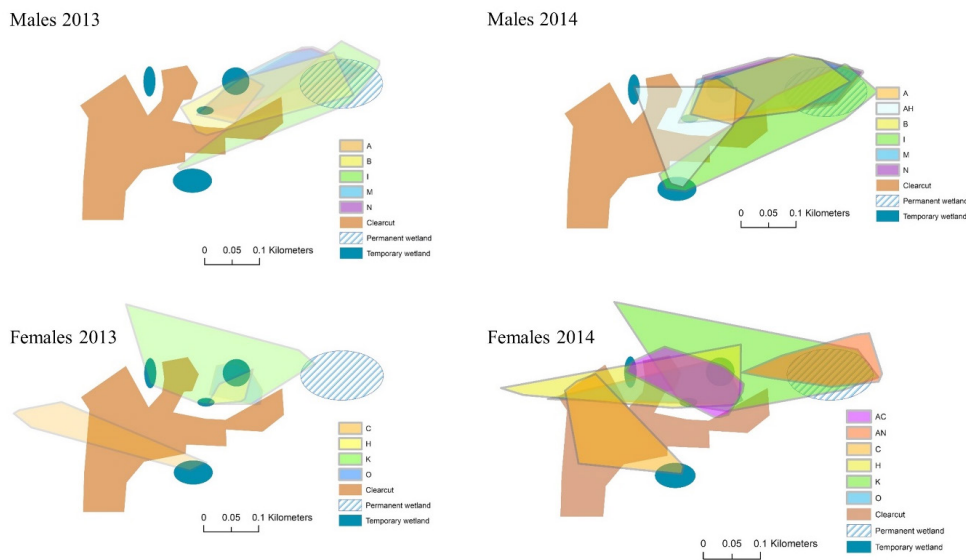 Males 2013
A
B
I
M
N
Clearcut
Permanent wetland
Temporary wetland
0 0.05 0.1 Kilometers
Males 2014
A
AH
B
I
M
N
Clearcut
Permanent wetland
Temporary wetland
0 0.05 0.1 Kilometers
Females 2013
C
H
K
O
Clearcut
Permanent wetland
Temporary wetland
0 0.05 0.1 Kilometers
Females 2014
AC
AN
C
H
K
O
Clearcut
Permanent wetland
Temporary wetland
0 0.05 0.1 Kilometers